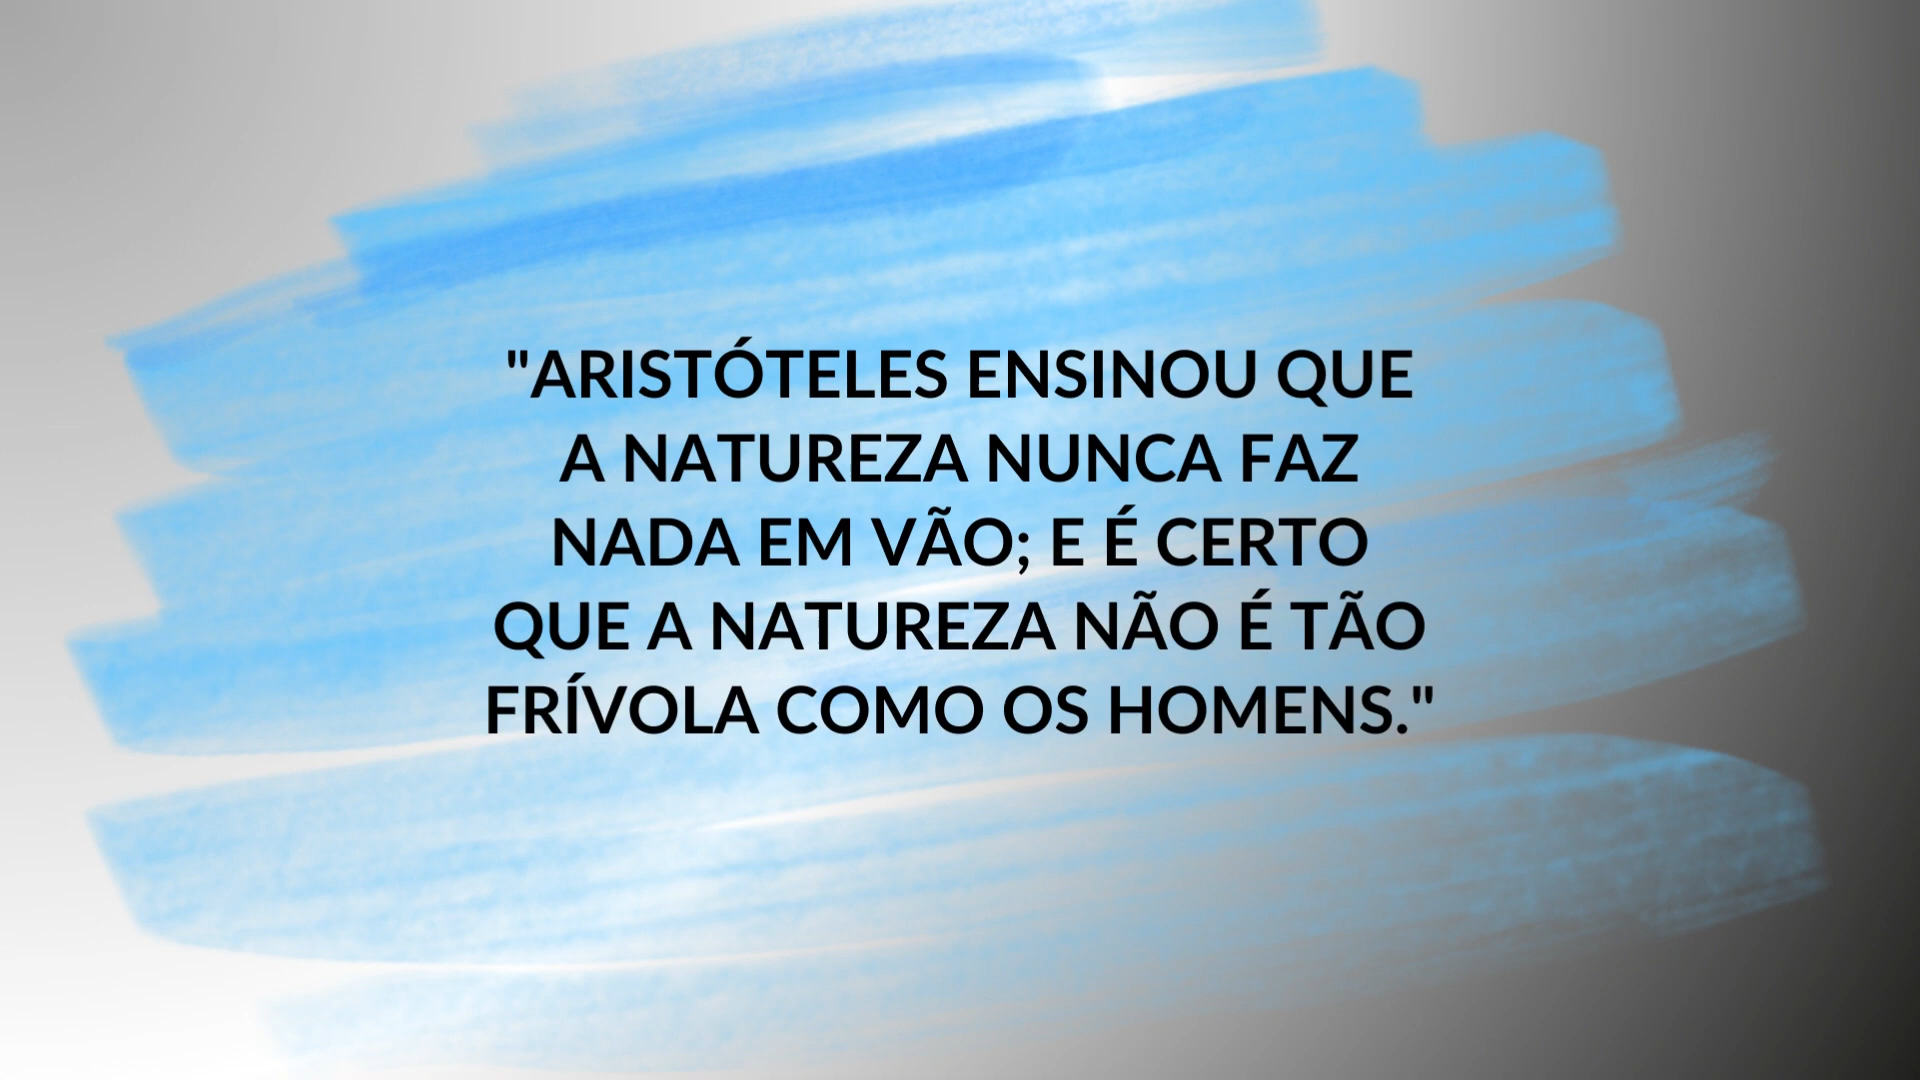 "ARISTÓTELES ENSINOU QUE
A NATUREZA NUNCA FAZ
NADA EM VÃO; E É CERTO
QUE A NATUREZA NÃO É TÃO
FRÍVOLA COMO OS HOMENS."